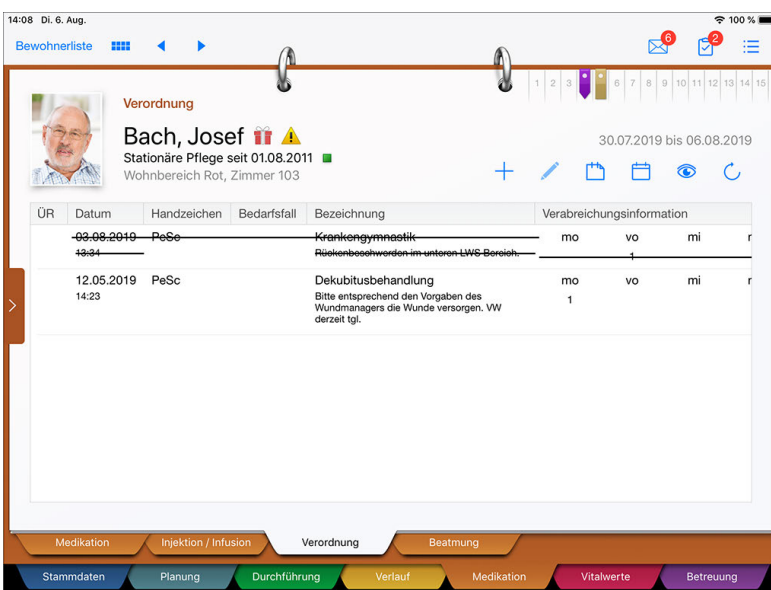 14:08 Di. 6. Aug. 100 %
Bewohnerliste 6 2
1 2 3 6 7 8 9 10 11 12 13 14 15
Verordnung
Bach, Josef
30.07.2019 bis 06.08.2019
Stationäre Pflege seit 01.08.2011
Wohnbereich Rot, Zimmer 103
ÜR Datum Handzeichen Bedarfsfall Bezeichnung Verabreichungsinformation
03.08.2019 PeSc Krankengymnastik mo vo mi
13:34 Rückenbeschwerden im unteren LWS Bereich. 1
12.05.2019 PeSc Dekubitusbehandlung mo vo mi
14:23 Bitte entsprechend den Vorgaben des 1
Wundmanagers die Wunde versorgen. VW
derzeit tgl.
Medikation Injektion / Infusion Verordnung Beatmung
Stammdaten Planung Durchführung Verlauf Medikation Vitalwerte Betreuung